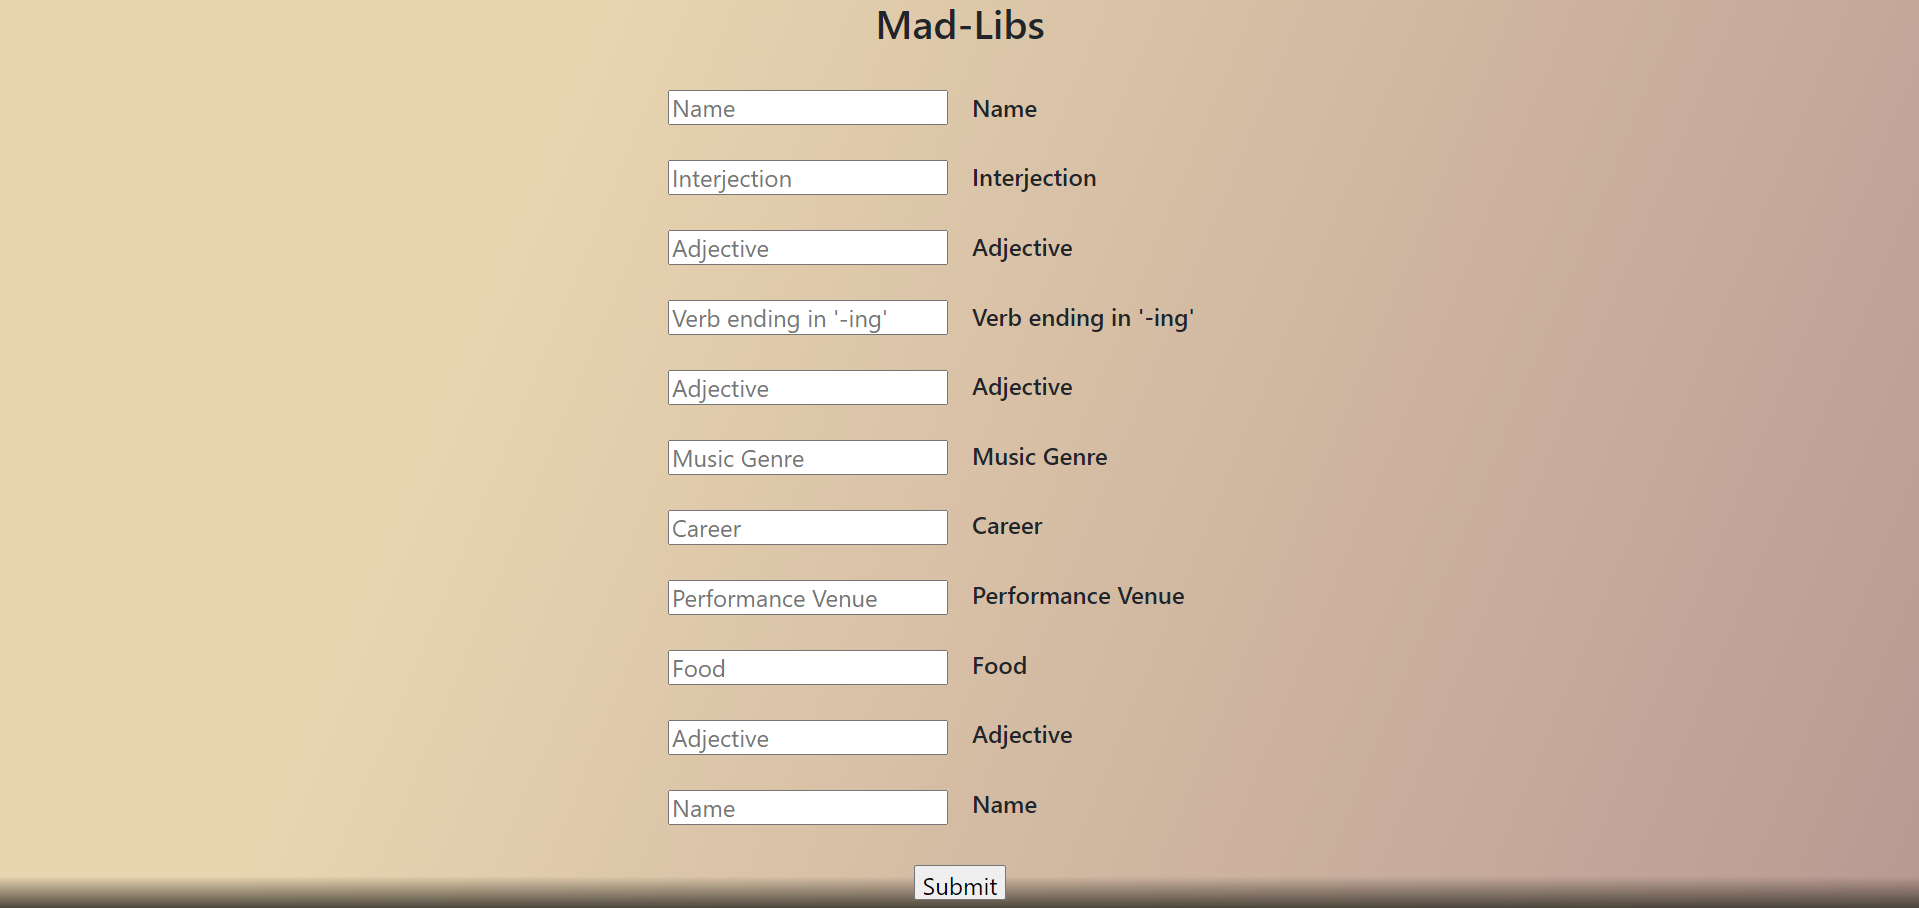 Mad-Libs
Name Name
Interjection Interjection
Adjective Adjective
Verb ending in '-ing' Verb ending in '-ing'
Adjective Adjective
Music Genre Music Genre
Career Career
Performance Venue Performance Venue
Food Food
Adjective Adjective
Name Name
Submit